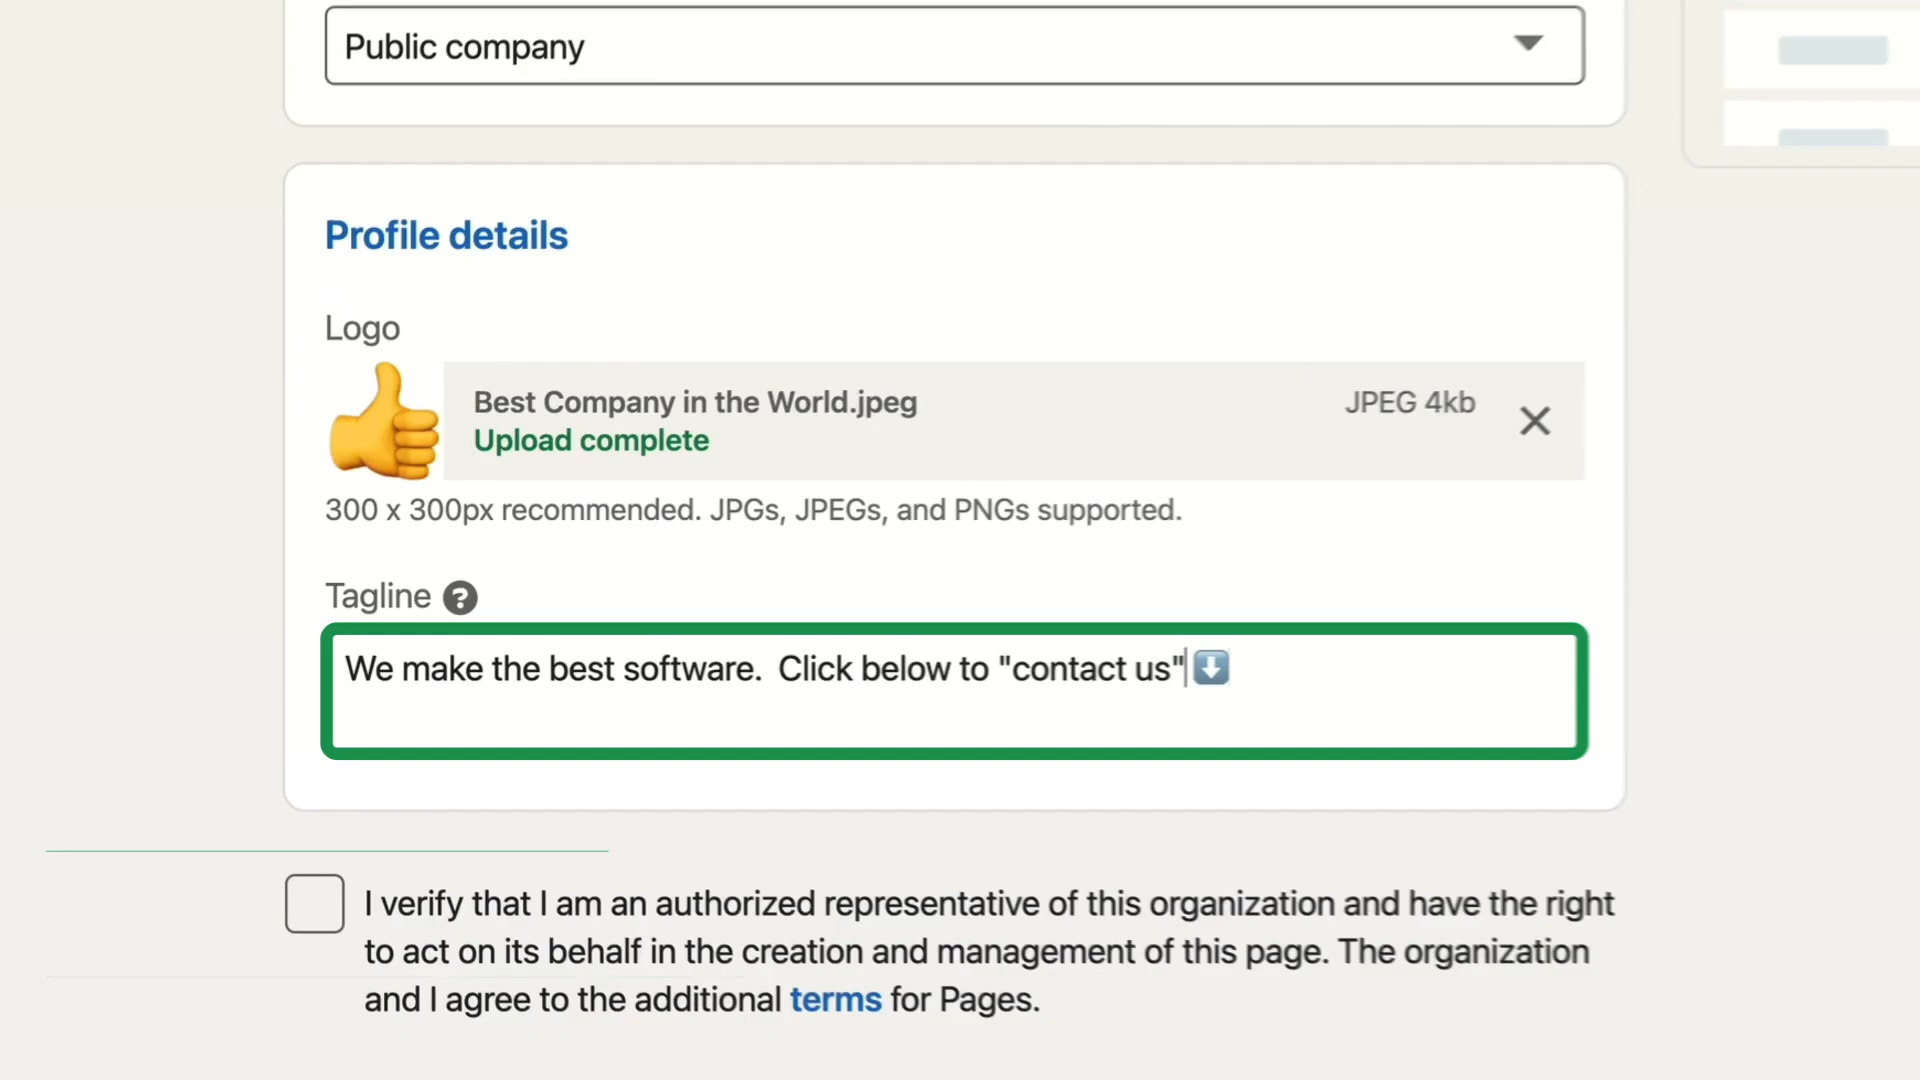 Public company
Profile details
Logo
Best Company in the World.jpeg
JPEG 4kb
Upload complete
300 x 300px recommended. JPGs, JPEGs, and PNGs supported.
Tagline ?
We make the best software.  Click below to "contact us"⬇️
I verify that I am an authorized representative of this organization and have the right
to act on its behalf in the creation and management of this page. The organization
and I agree to the additional terms for Pages.